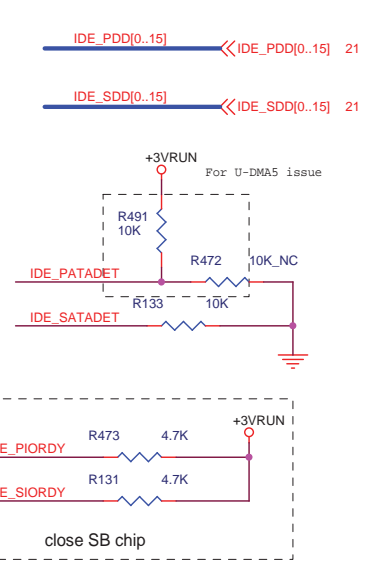 IDE_PDD[0..15]
IDE_PDD[0..15] 21
IDE_SDD[0..15]
IDE_SDD[0..15] 21
+3VRUN
For U-DMA5 issue
R491
10K
R472 10K_NC
IDE_PATADET
R133 10K
IDE_SATADET
+3VRUN
R473 4.7K
E_PIORDY
R131 4.7K
E_SIORDY
close SB chip